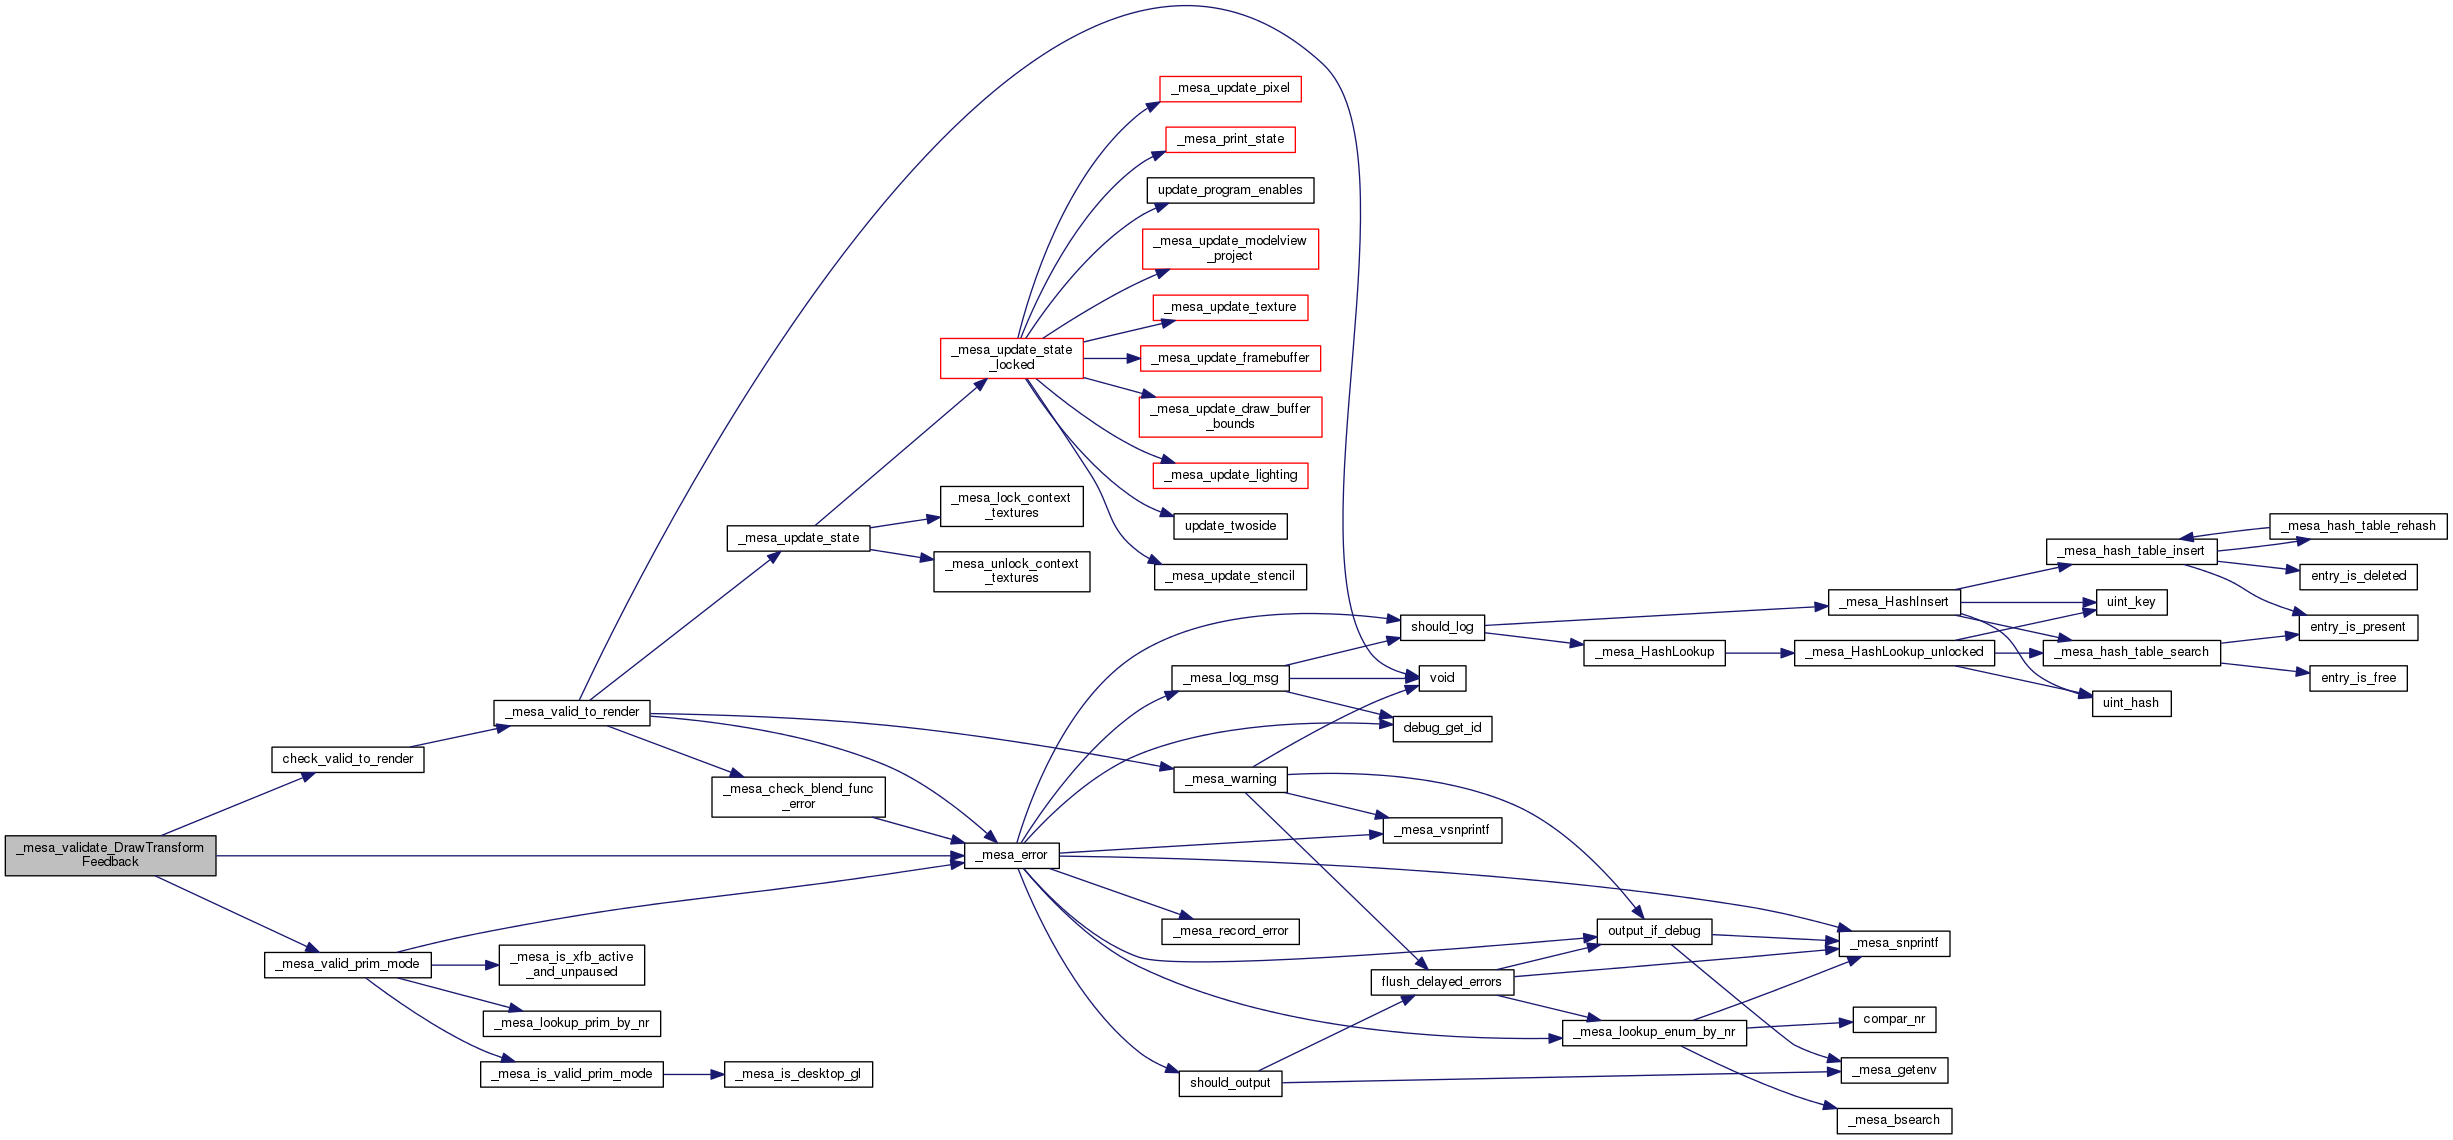 _mesa_validate_DrawTransform
Feedback
check_valid_to_render
_mesa_valid_prim_mode
_mesa_valid_to_render
_mesa_is_xfb_active
_and_unpaused
_mesa_lookup_prim_by_nr
_mesa_is_valid_prim_mode
_mesa_update_state
_mesa_check_blend_func
_error
_mesa_is_desktop_gl
_mesa_update_state
_locked
_mesa_lock_context
_textures
_mesa_unlock_context
_textures
_mesa_error
_mesa_update_pixel
_mesa_print_state
update_program_enables
_mesa_update_modelview
_project
_mesa_update_texture
_mesa_update_framebuffer
_mesa_update_draw_buffer
_bounds
_mesa_update_lighting
update_twoside
_mesa_update_stencil
_mesa_log_msg
_mesa_warning
_mesa_record_error
should_output
should_log
void
debug_get_id
_mesa_vsnprintf
flush_delayed_errors
_mesa_HashLookup
output_if_debug
_mesa_lookup_enum_by_nr
_mesa_HashInsert
_mesa_HashLookup_unlocked
_mesa_snprintf
compar_nr
_mesa_getenv
_mesa_bsearch
_mesa_hash_table_insert
uint_key
_mesa_hash_table_search
uint_hash
_mesa_hash_table_rehash
entry_is_deleted
entry_is_present
entry_is_free